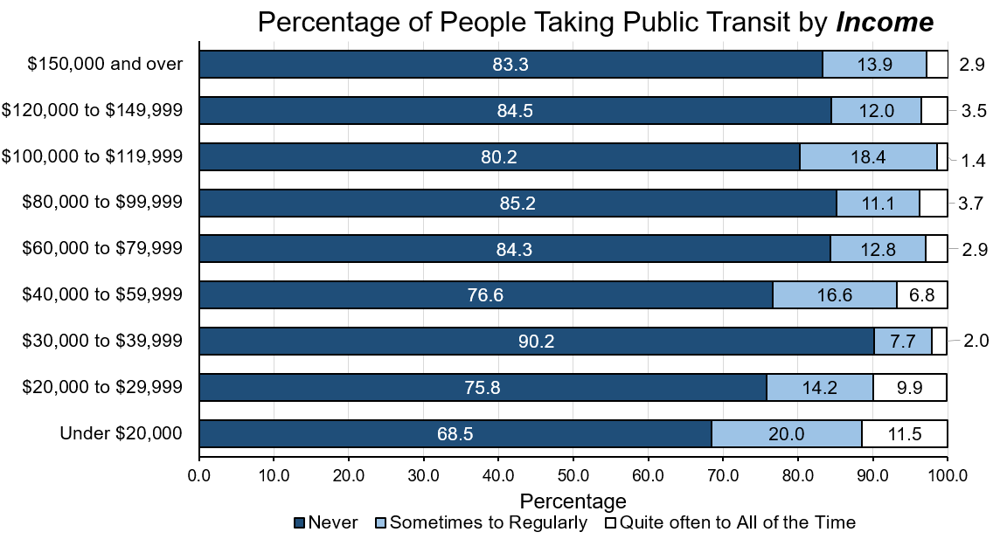 Percentage of People Taking Public Transit by Income
$150,000 and over 83.3 13.9 2.9
$120,000 to $149,999 84.5 12.0 3.5
$100,000 to $119,999 80.2 18.4 1.4
$80,000 to $99,999 85.2 11.1 3.7
$60,000 to $79,999 84.3 12.8 2.9
$40,000 to $59,999 76.6 16.6 6.8
$30,000 to $39,999 90.2 7.7 2.0
$20,000 to $29,999 75.8 14.2 9.9
Under $20,000 68.5 20.0 11.5
0.0 10.0 20.0 30.0 40.0 50.0 60.0 70.0 80.0 90.0 100.0
Percentage
Never Sometimes to Regularly Quite often to All of the Time